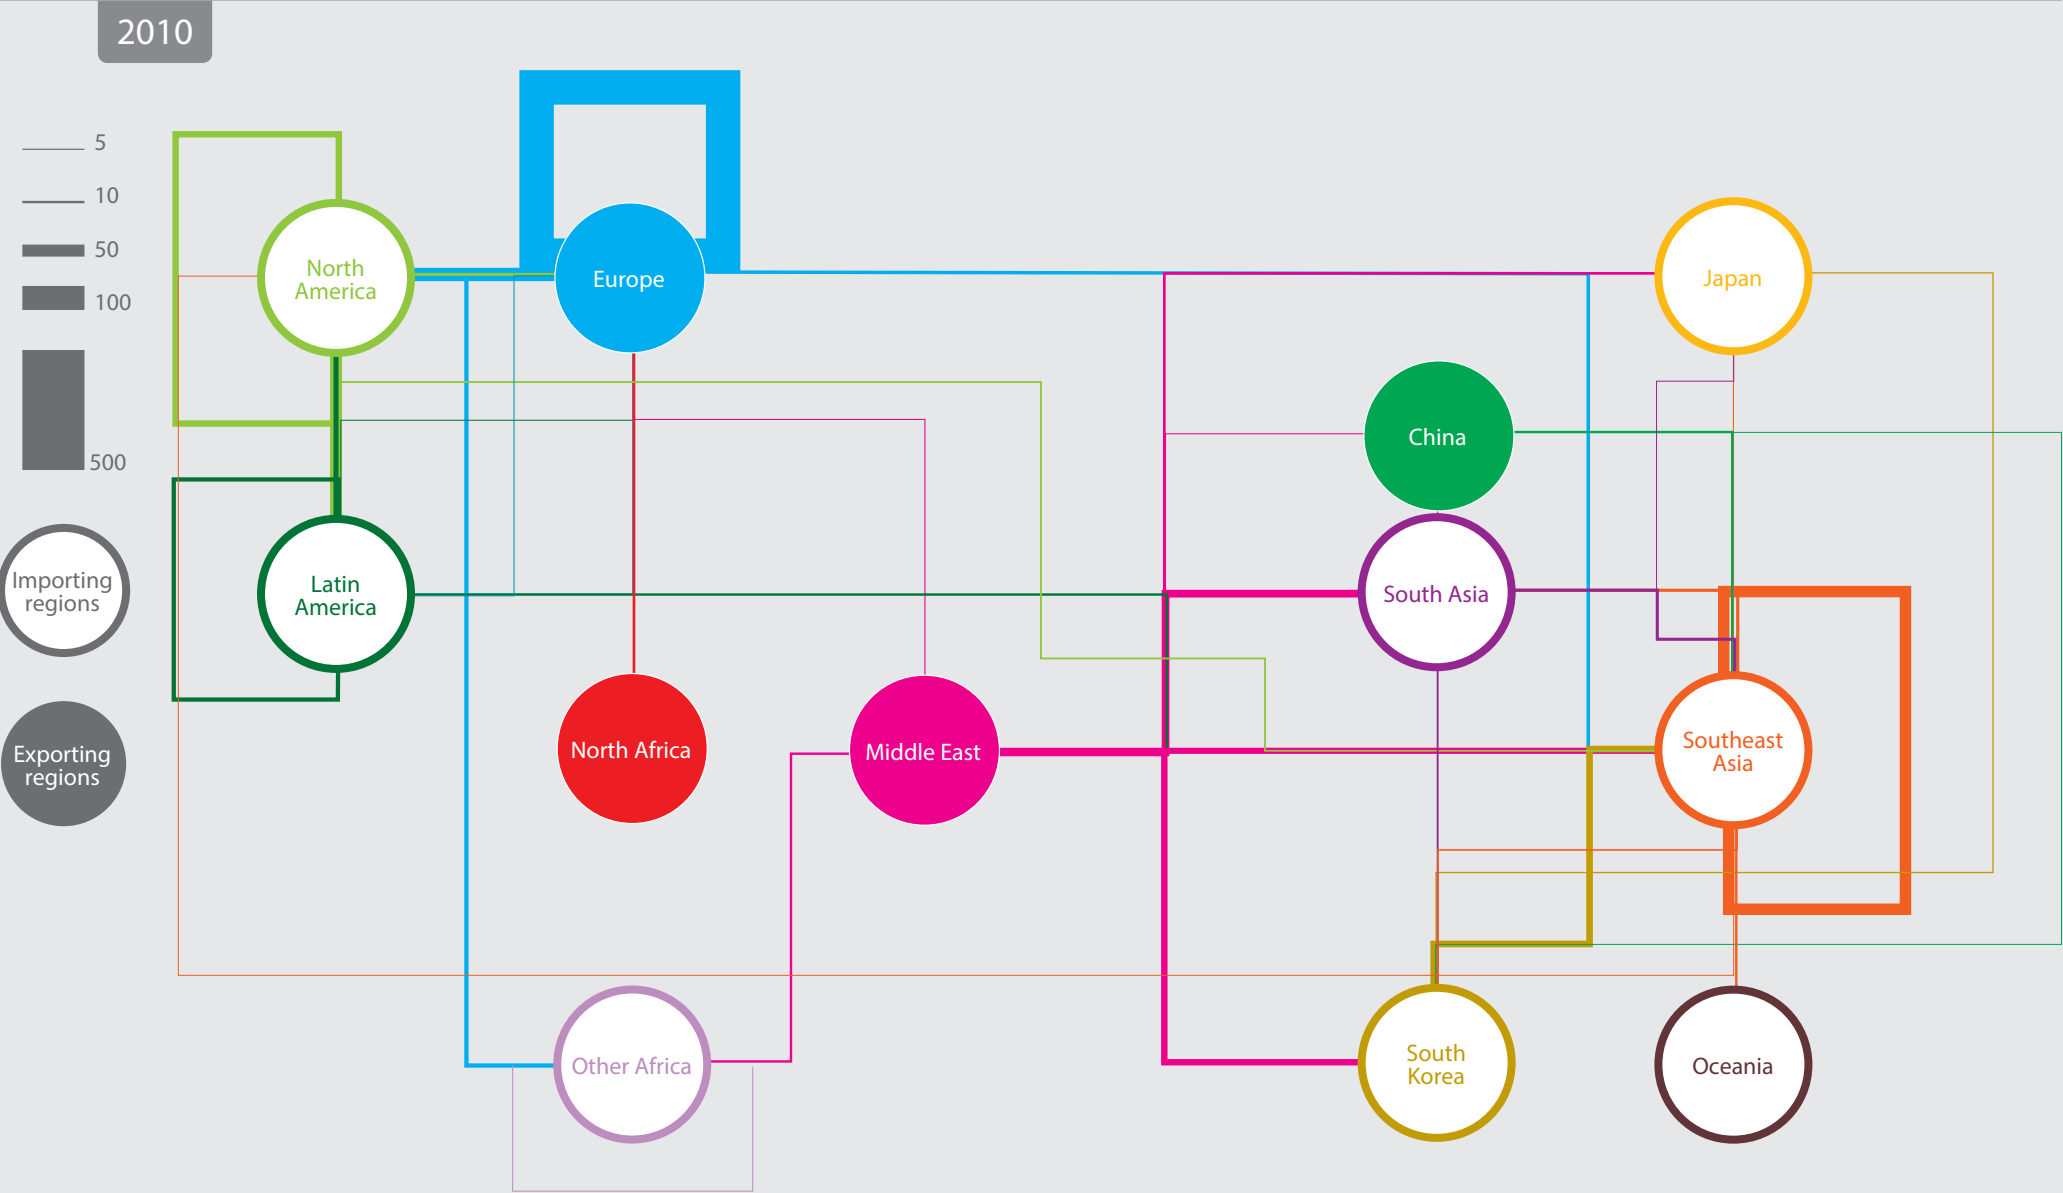 2010
5
10
50
100
500
Importing
regions
Exporting
regions
North
America
Europe
Japan
China
Latin
America
South Asia
North Africa
Middle East
Southeast
Asia
Other Africa
South
Korea
Oceania